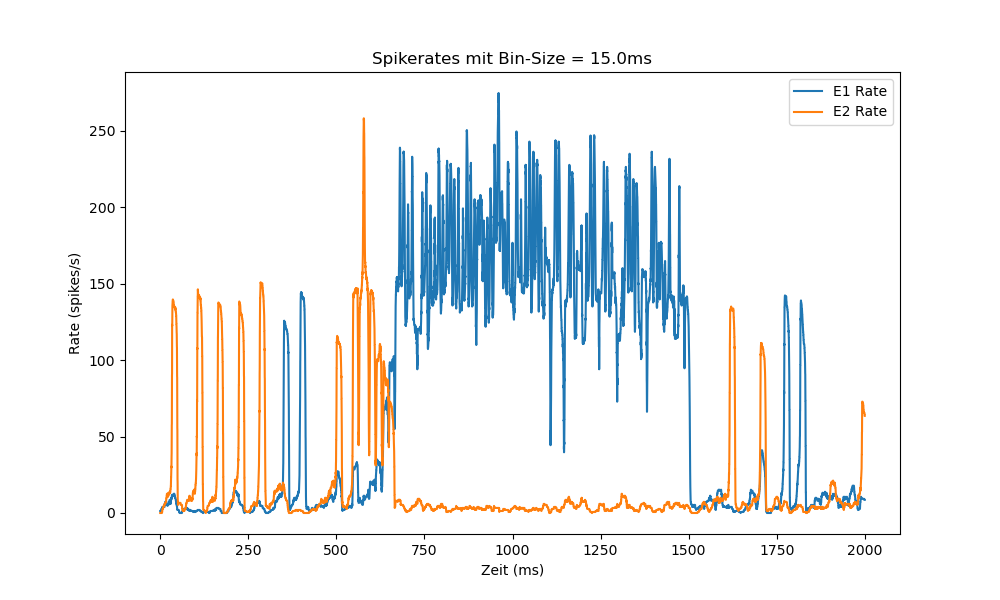 Spikerates mit Bin-Size = 15.0ms
E1 Rate
E2 Rate
Rate (spikes/s)
250
200
150
100
50
0
0 250 500 750 1000 1250 1500 1750 2000
Zeit (ms)